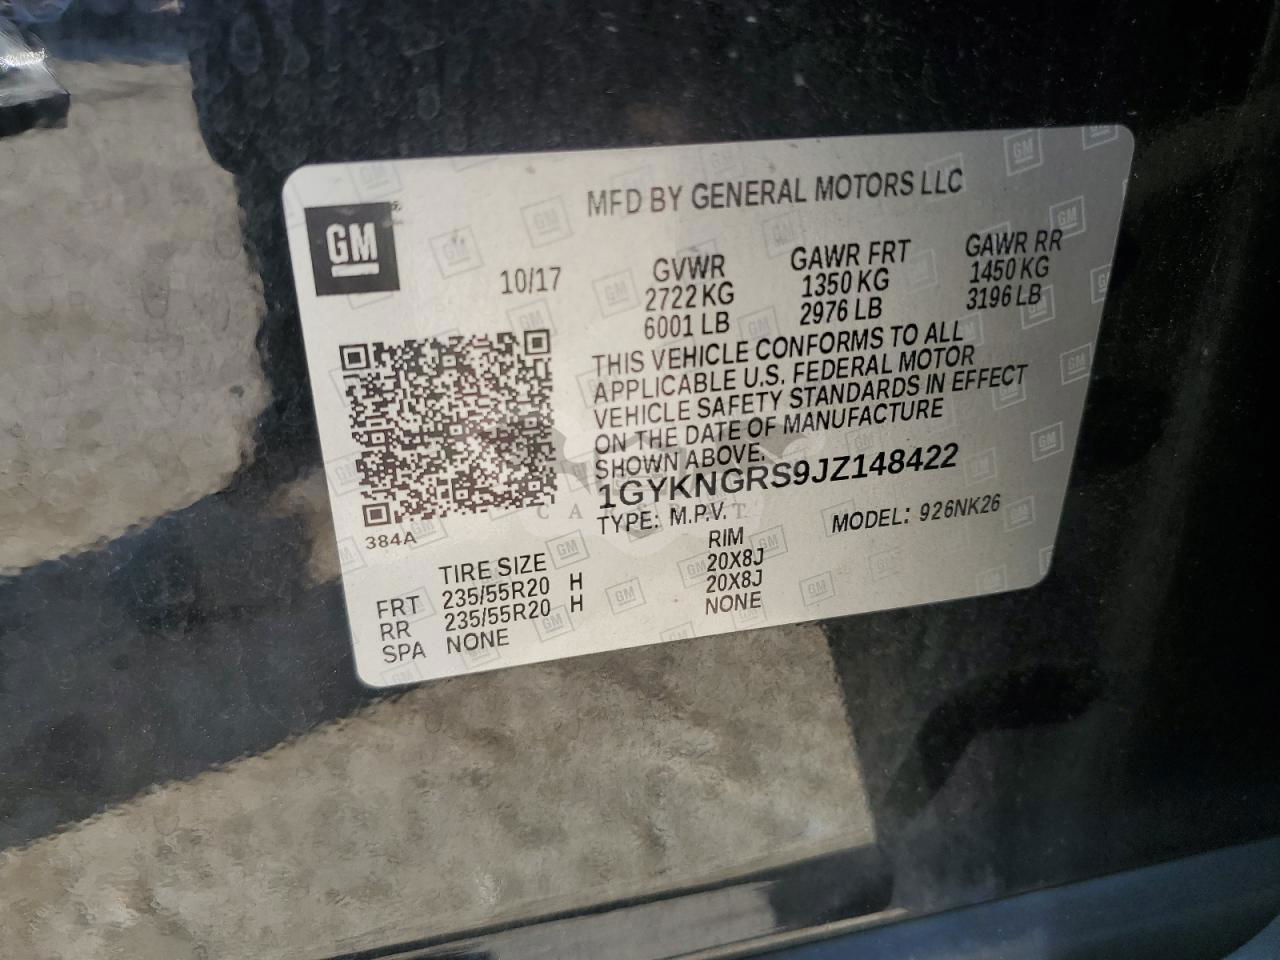 MFD BY GENERAL MOTORS LLC
GM
10/17
GVWR GAWR FRT GAWR RR
2722 KG 1350 KG 1450 KG
6001 LB 2976 LB 3196 LB
THIS VEHICLE CONFORMS TO ALL
APPLICABLE U.S. FEDERAL MOTOR
VEHICLE SAFETY STANDARDS IN EFFECT
ON THE DATE OF MANUFACTURE
SHOWN ABOVE.
1GYKNGRS9JZ148422
TYPE: M.P.V. MODEL: 926NK26
384A
TIRE SIZE RIM
FRT 235/55R20 H 20X8J
RR 235/55R20 H 20X8J
SPA NONE NONE